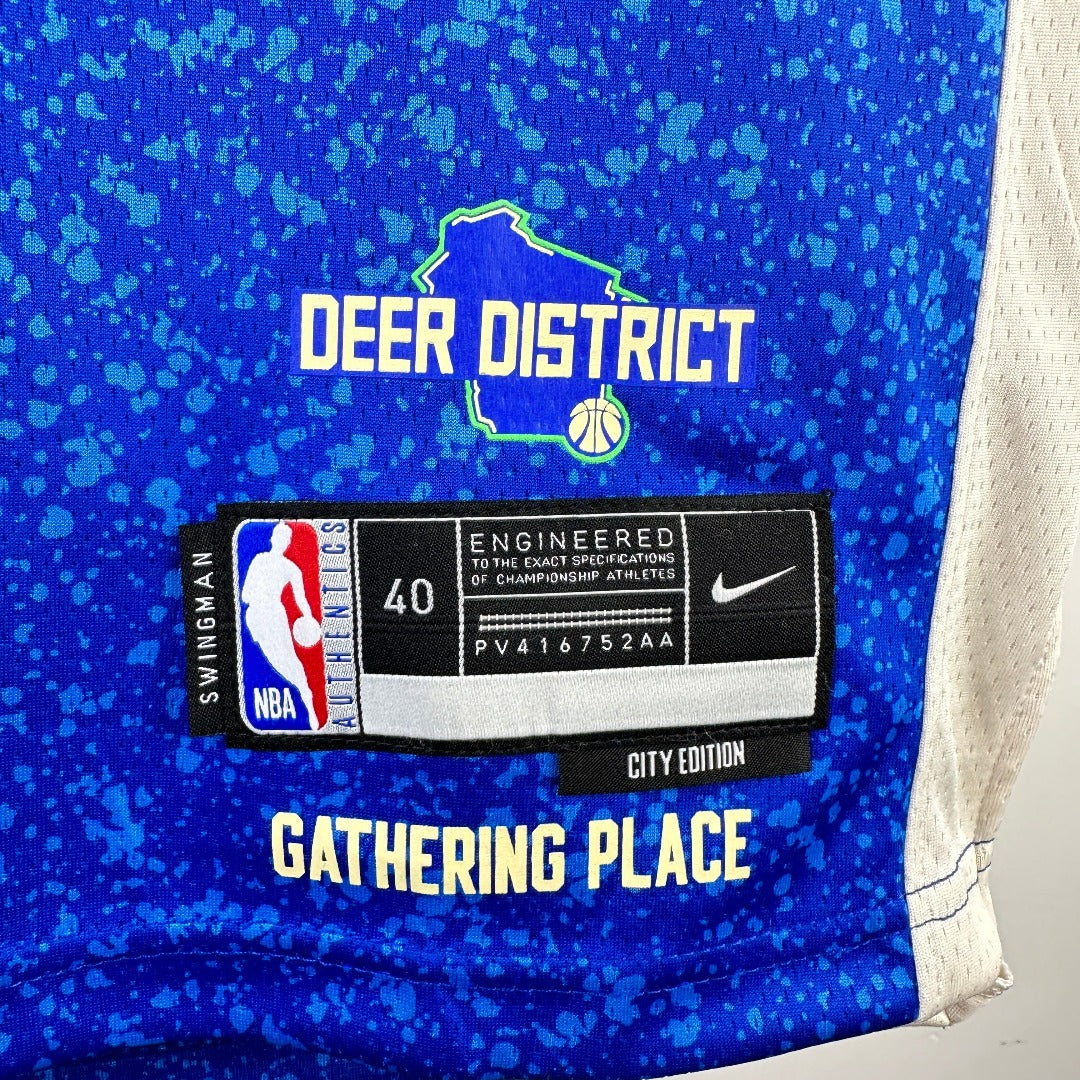 DEER DISTRICT
SWINGMAN
NBA
AUTHENTICS
40
ENGINEERED
TO THE EXACT SPECIFICATIONS
OF CHAMPIONSHIP ATHLETES
PV416752AA
CITY EDITION
GATHERING PLACE